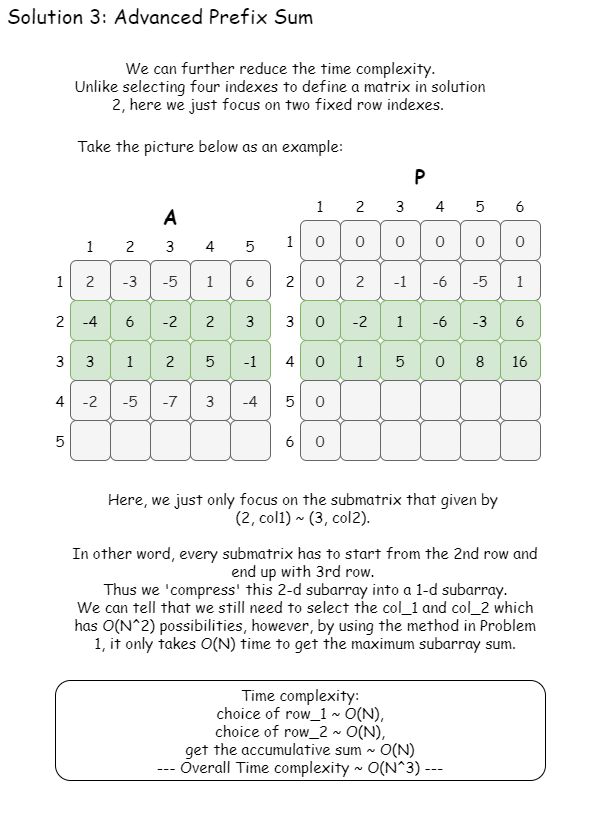 Solution 3: Advanced Prefix Sum
We can further reduce the time complexity.
Unlike selecting four indexes to define a matrix in solution
2, here we just focus on two fixed row indexes.
Take the picture below as an example:
A
1 2 3 4 5
1 2 -3 -5 1 6
2 -4 6 -2 2 3
3 3 1 2 5 -1
4 -2 -5 -7 3 -4
5
P
1 2 3 4 5 6
1 0 0 0 0 0 0
2 0 2 -1 -6 -5 1
3 0 -2 1 -6 -3 6
4 0 1 5 0 8 16
5 0
6 0
Here, we just only focus on the submatrix that given by
(2, col1) ~ (3, col2).
In other word, every submatrix has to start from the 2nd row and
end up with 3rd row.
Thus we 'compress' this 2-d subarray into a 1-d subarray.
We can tell that we still need to select the col_1 and col_2 which
has O(N^2) possibilities, however, by using the method in Problem
1, it only takes O(N) time to get the maximum subarray sum.
Time complexity:
choice of row_1 ~ O(N),
choice of row_2 ~ O(N),
get the accumulative sum ~ O(N)
--- Overall Time complexity ~ O(N^3) ---